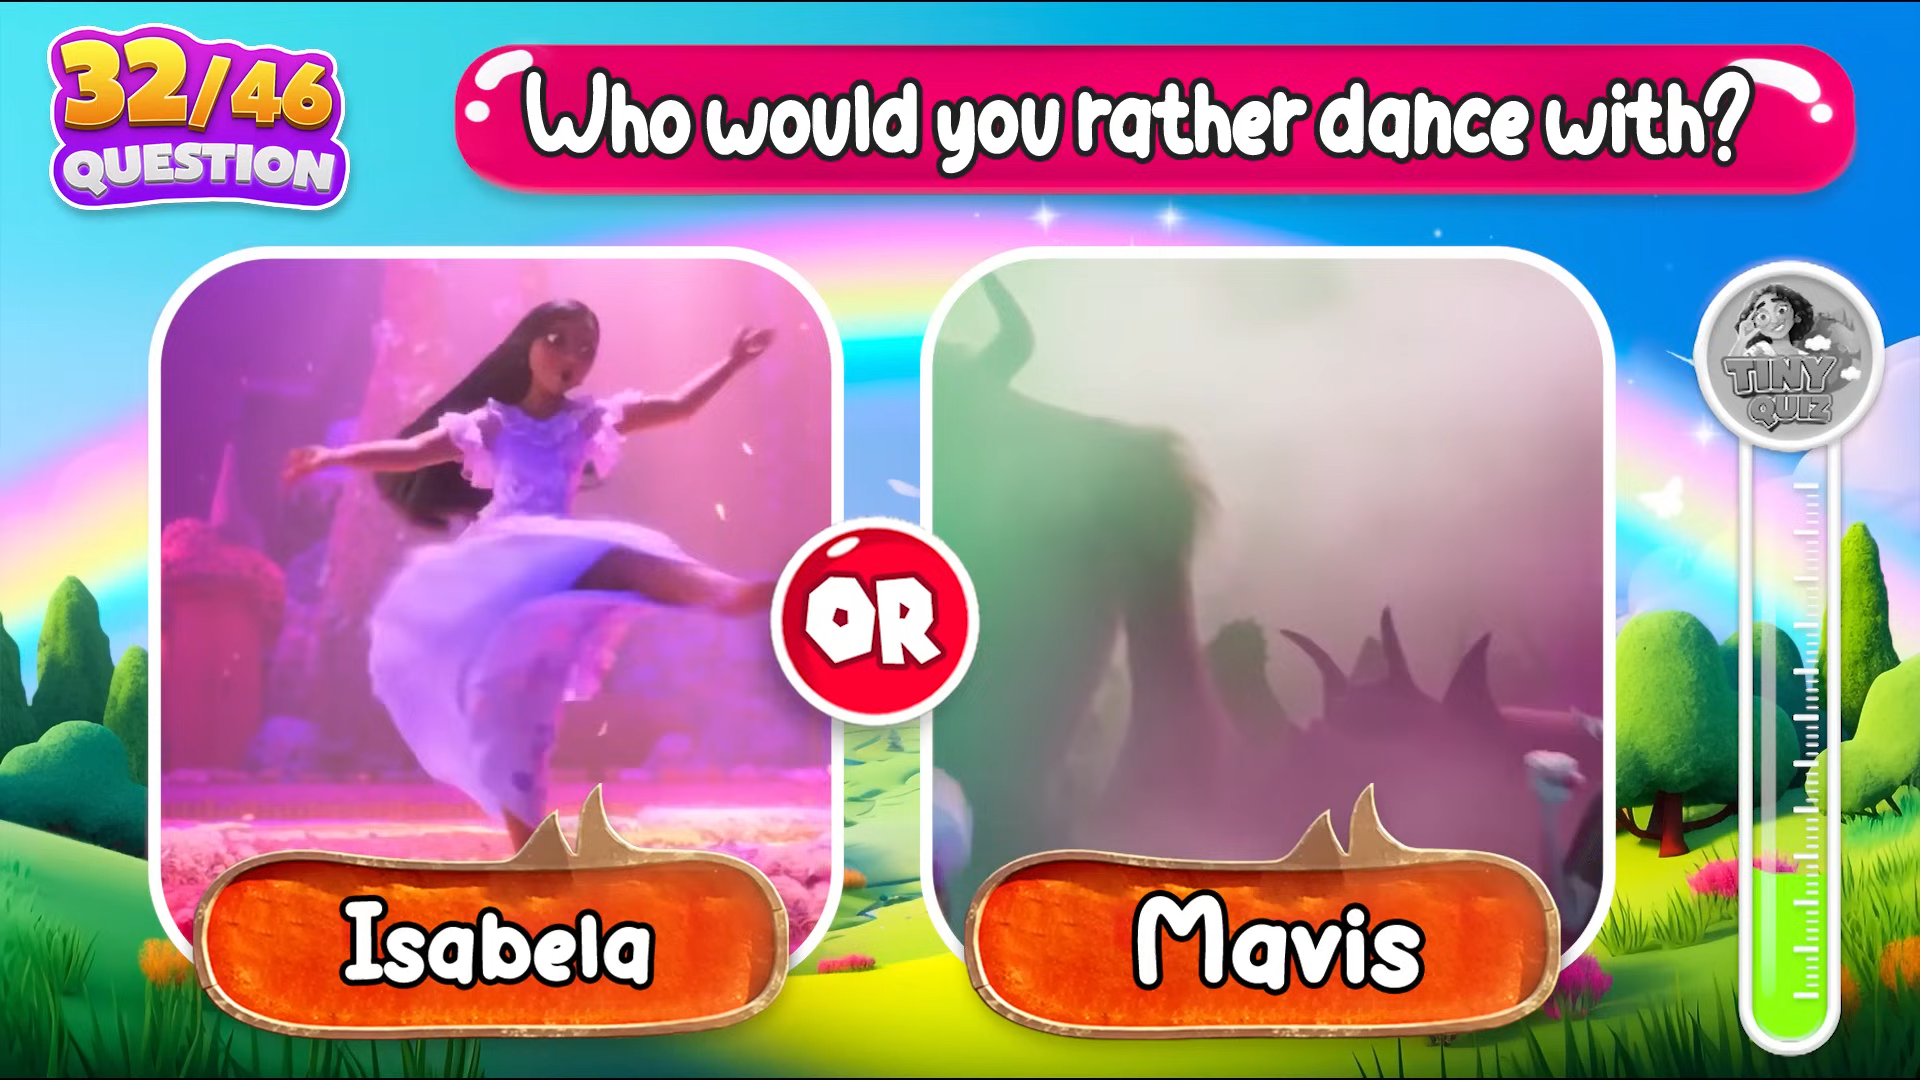 32/46
QUESTION
Who would you rather dance with?
TINY
QUIZ
OR
Isabela
Mavis